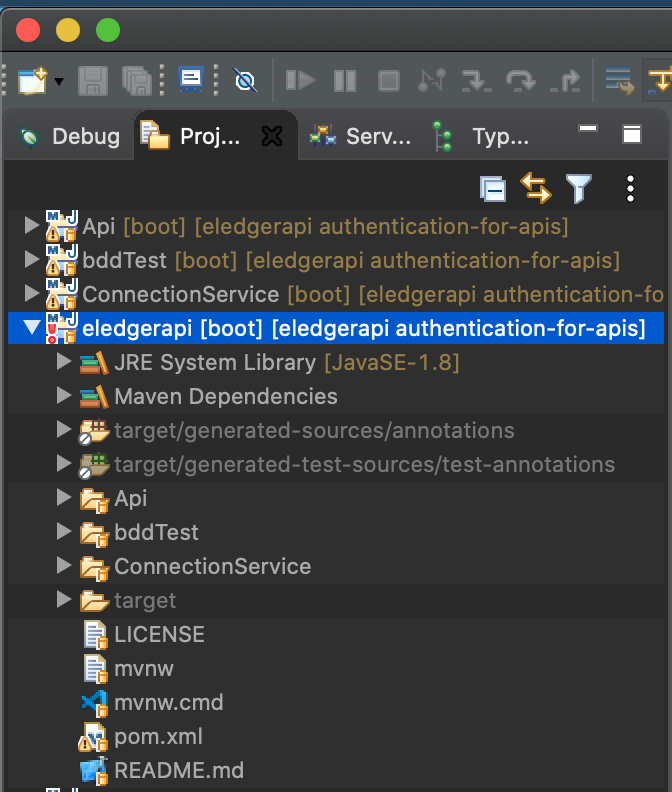 Debug Proj... Serv... Typ...
Api [boot] [eledgerapi authentication-for-apis]
bddTest [boot] [eledgerapi authentication-for-apis]
ConnectionService [boot] [eledgerapi authentication-fo
eledgerapi [boot] [eledgerapi authentication-for-apis]
JRE System Library [JavaSE-1.8]
Maven Dependencies
target/generated-sources/annotations
target/generated-test-sources/test-annotations
Api
bddTest
ConnectionService
target
LICENSE
mvnw
mvnw.cmd
pom.xml
README.md